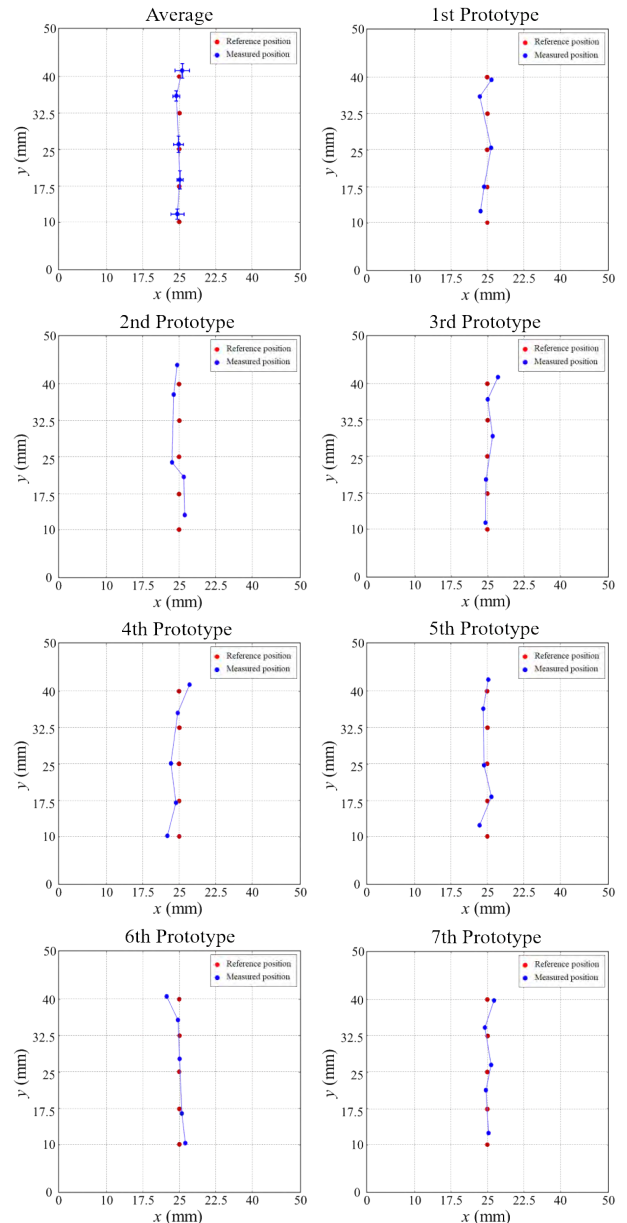 Average
50
40
32.5
25
17.5
10
0
y (mm)
Reference position
Measured position
0 10 17.5 25 22.5 40 50
x (mm)
1st Prototype
50
40
32.5
25
17.5
10
0
y (mm)
Reference position
Measured position
0 10 17.5 25 22.5 40 50
x (mm)
2nd Prototype
50
40
32.5
25
17.5
10
0
y (mm)
Reference position
Measured position
0 10 17.5 25 22.5 40 50
x (mm)
3rd Prototype
50
40
32.5
25
17.5
10
0
y (mm)
Reference position
Measured position
0 10 17.5 25 22.5 40 50
x (mm)
4th Prototype
50
40
32.5
25
17.5
10
0
y (mm)
Reference position
Measured position
0 10 17.5 25 22.5 40 50
x (mm)
5th Prototype
50
40
32.5
25
17.5
10
0
y (mm)
Reference position
Measured position
0 10 17.5 25 22.5 40 50
x (mm)
6th Prototype
50
40
32.5
25
17.5
10
0
y (mm)
Reference position
Measured position
0 10 17.5 25 22.5 40 50
x (mm)
7th Prototype
50
40
32.5
25
17.5
10
0
y (mm)
Reference position
Measured position
0 10 17.5 25 22.5 40 50
x (mm)